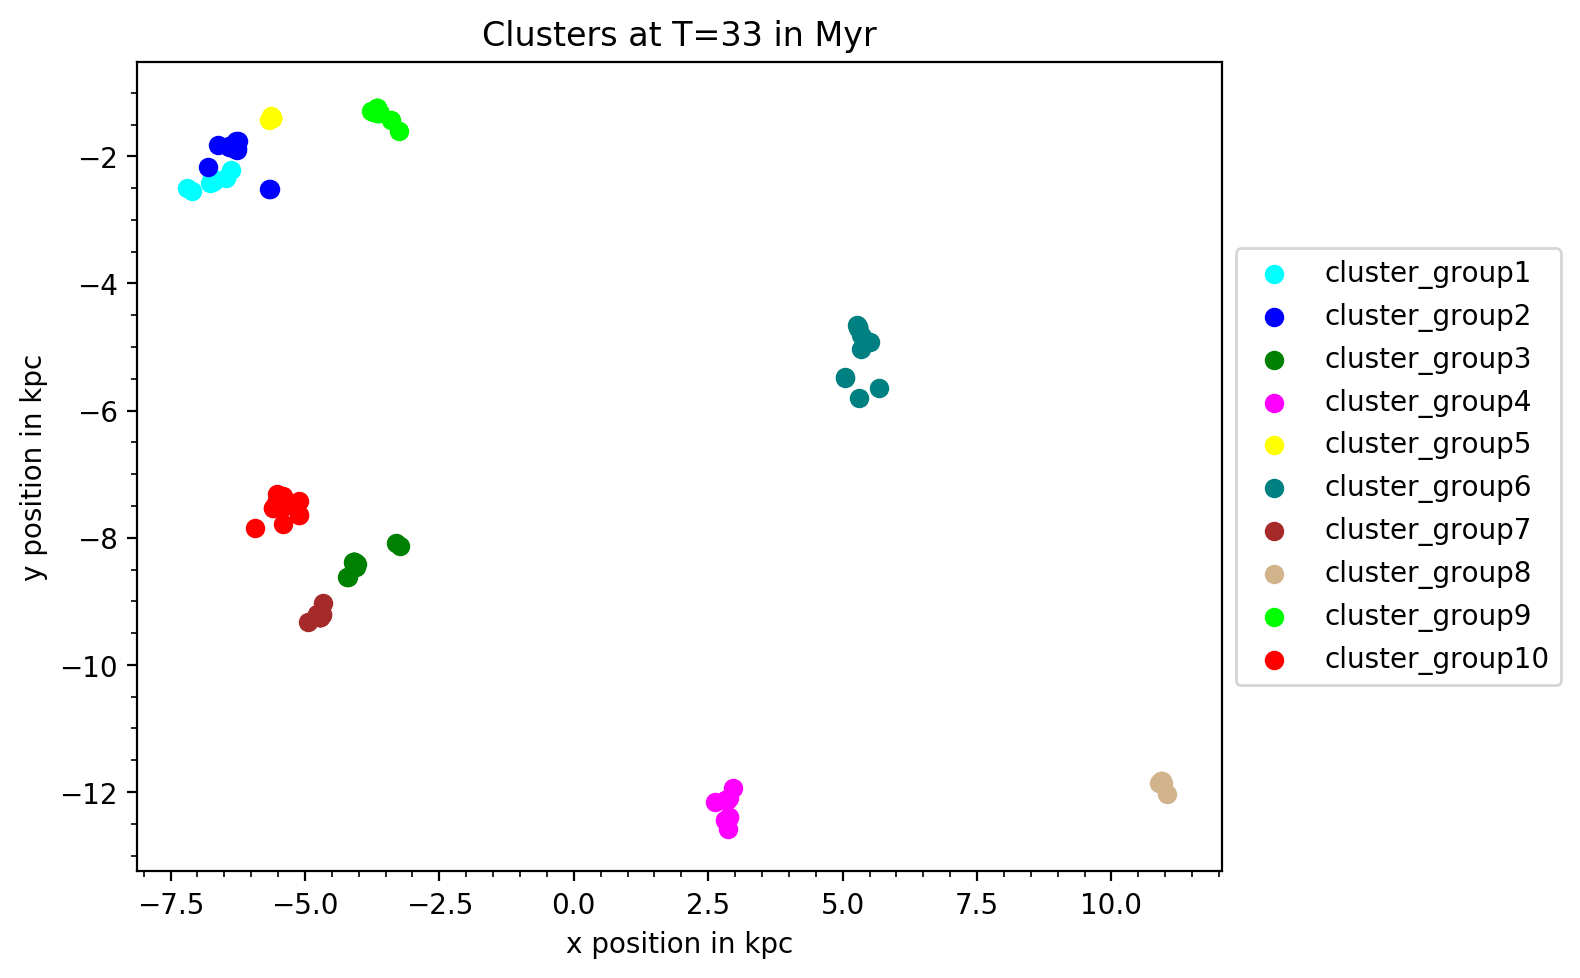 Clusters at T=33 in Myr
y position in kpc
−2
−4
−6
−8
−10
−12
−7.5 −5.0 −2.5 0.0 2.5 5.0 7.5 10.0
x position in kpc
cluster_group1
cluster_group2
cluster_group3
cluster_group4
cluster_group5
cluster_group6
cluster_group7
cluster_group8
cluster_group9
cluster_group10